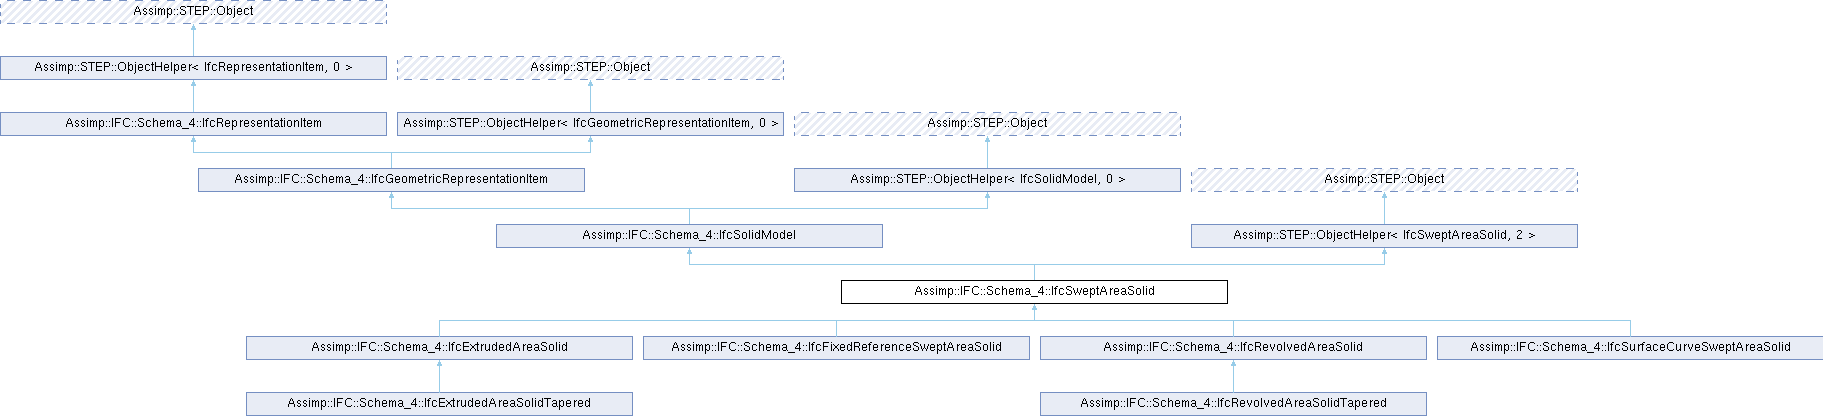 Assimp::STEP::Object
Assimp::STEP::ObjectHelper< IfcRepresentationItem, 0 >
Assimp::STEP::Object
Assimp::IFC::Schema_4::IfcRepresentationItem
Assimp::STEP::ObjectHelper< IfcGeometricRepresentationItem, 0 >
Assimp::STEP::Object
Assimp::IFC::Schema_4::IfcGeometricRepresentationItem
Assimp::STEP::ObjectHelper< IfcSolidModel, 0 >
Assimp::STEP::Object
Assimp::IFC::Schema_4::IfcSolidModel
Assimp::STEP::ObjectHelper< IfcSweptAreaSolid, 2 >
Assimp::IFC::Schema_4::IfcSweptAreaSolid
Assimp::IFC::Schema_4::IfcExtrudedAreaSolid
Assimp::IFC::Schema_4::IfcFixedReferenceSweptAreaSolid
Assimp::IFC::Schema_4::IfcRevolvedAreaSolid
Assimp::IFC::Schema_4::IfcSurfaceCurveSweptAreaSolid
Assimp::IFC::Schema_4::IfcExtrudedAreaSolidTapered
Assimp::IFC::Schema_4::IfcRevolvedAreaSolidTapered